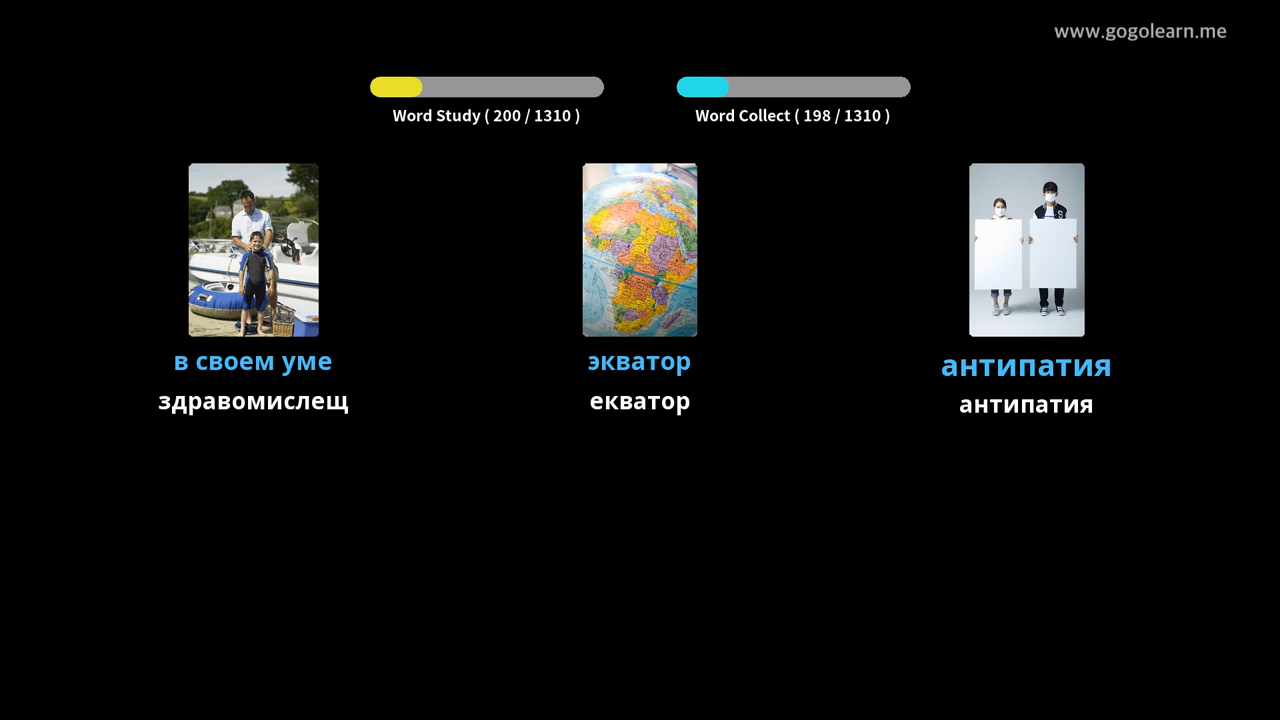 www.gogolearn.me
Word Study ( 200 / 1310 )
Word Collect ( 198 / 1310 )
в своем уме
здравомислещ
экватор
екватор
антипатия
антипатия